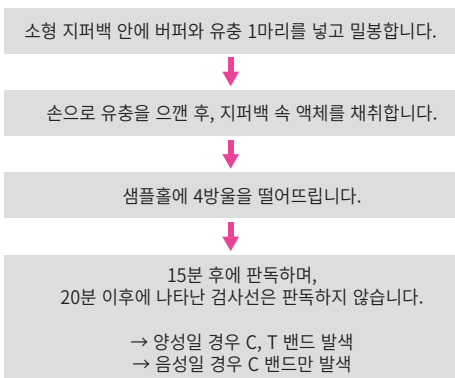 소형 지퍼백 안에 버퍼와 유충 1마리를 넣고 밀봉합니다.
손으로 유충을 으깬 후, 지퍼백 속 액체를 채취합니다.
샘플홀에 4방울을 떨어뜨립니다.
15분 후에 판독하며,
20분 이후에 나타난 검사선은 판독하지 않습니다.
→ 양성일 경우 C, T 밴드 발색
→ 음성일 경우 C 밴드만 발색